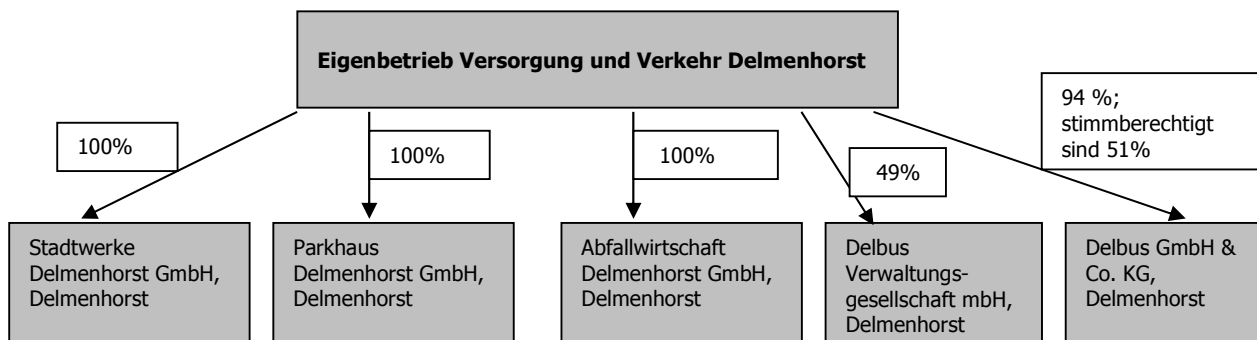 Eigenbetrieb Versorgung und Verkehr Delmenhorst
100%
100%
100%
49%
94 %;
stimmberechtigt
sind 51%
Stadtwerke
Delmenhorst GmbH,
Delmenhorst
Parkhaus
Delmenhorst GmbH,
Delmenhorst
Abfallwirtschaft
Delmenhorst GmbH,
Delmenhorst
Delbus
Verwaltungs-
gesellschaft mbH,
Delmenhorst
Delbus GmbH &
Co. KG,
Delmenhorst